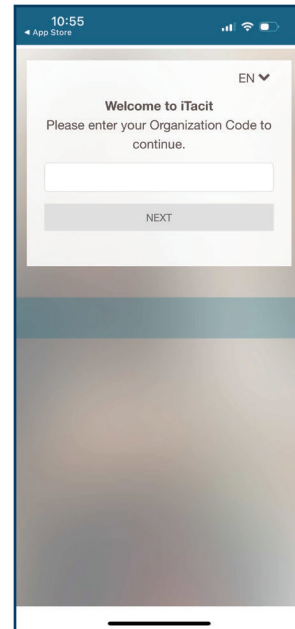 10:55
◀ App Store
EN
Welcome to iTacit
Please enter your Organization Code to
continue.
NEXT